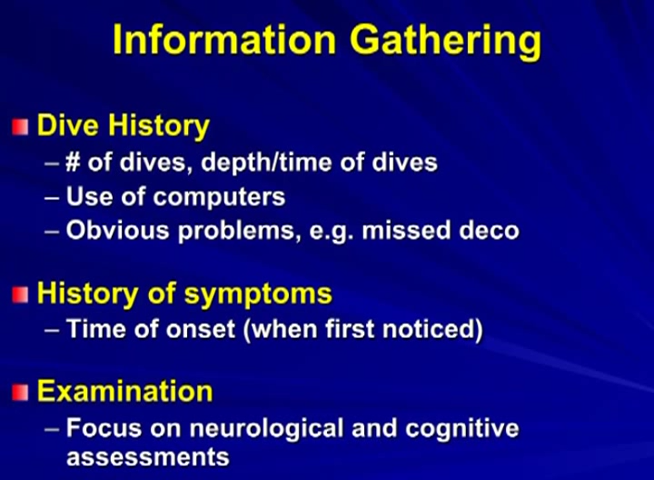 Information Gathering
Dive History
– # of dives, depth/time of dives
– Use of computers
– Obvious problems, e.g. missed deco
History of symptoms
– Time of onset (when first noticed)
Examination
– Focus on neurological and cognitive
assessments